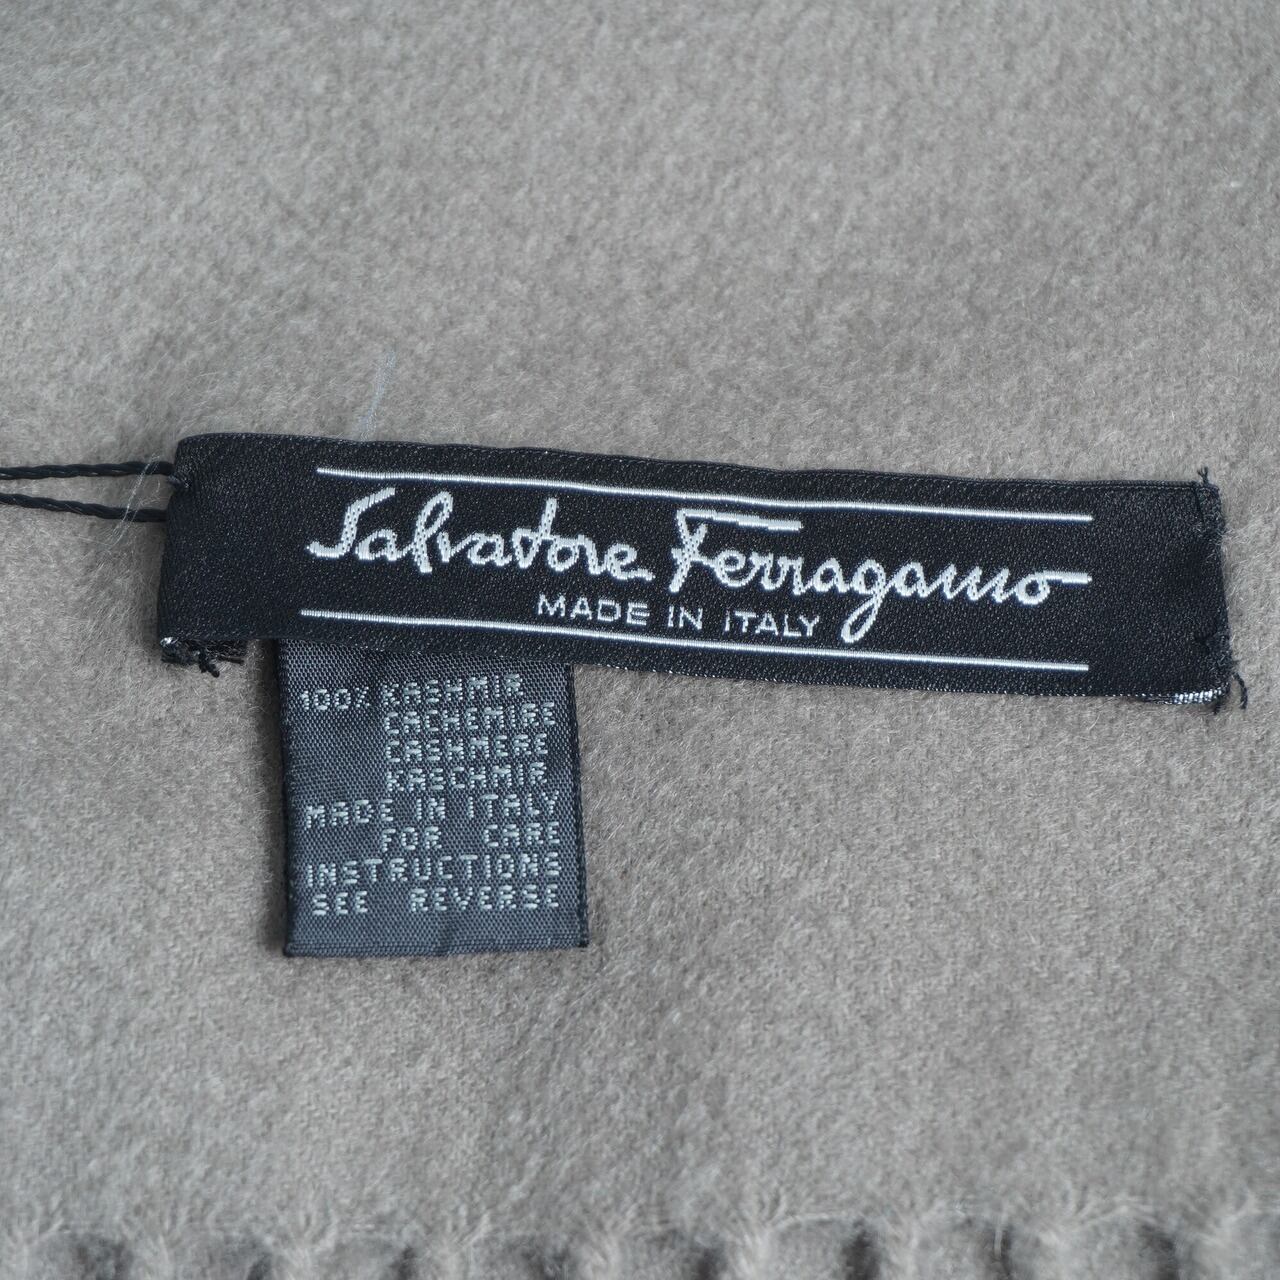 Salvatore Ferragamo
MADE IN ITALY
100% KASHMIR
CACHEMIRE
CASHMERE
KASCHMIR
MADE IN ITALY
FOR CARE
INSTRUCTIONS
SEE REVERSE